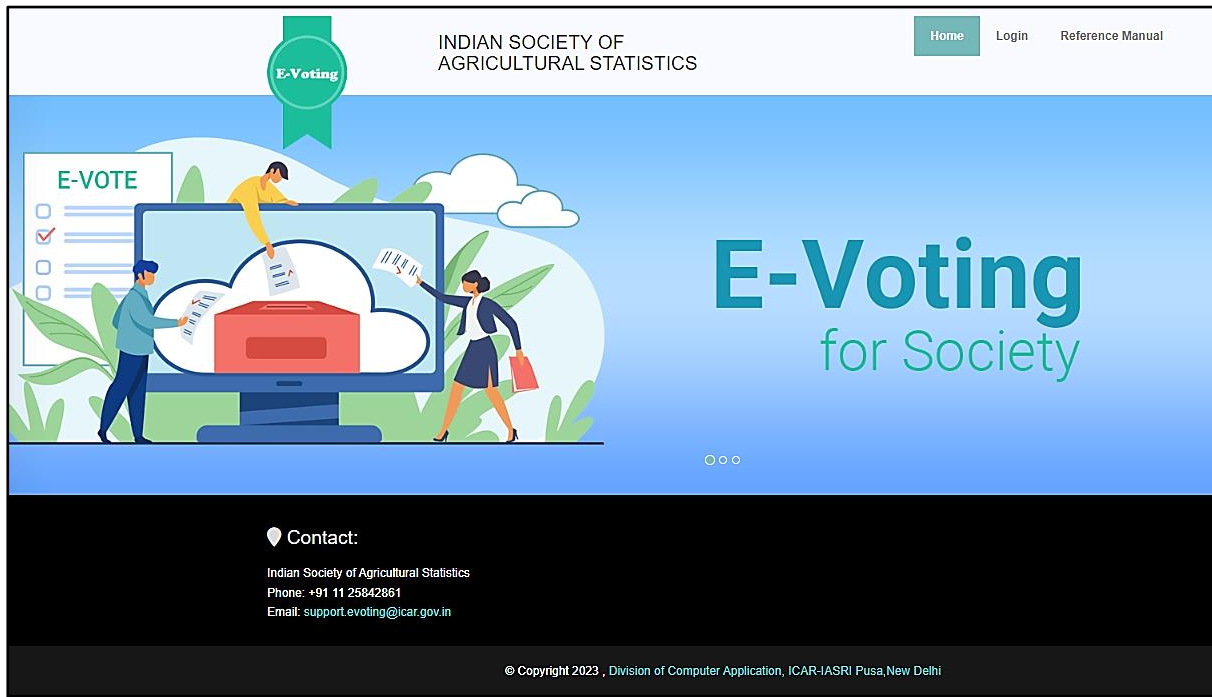 E-Voting
INDIAN SOCIETY OF
AGRICULTURAL STATISTICS
Home
Login
Reference Manual
E-VOTE
E-Voting
for Society
Contact:
Indian Society of Agricultural Statistics
Phone: +91 11 25842861
Email: support.evoting@icar.gov.in
© Copyright 2023 , Division of Computer Application, ICAR-IASRI Pusa,New Delhi